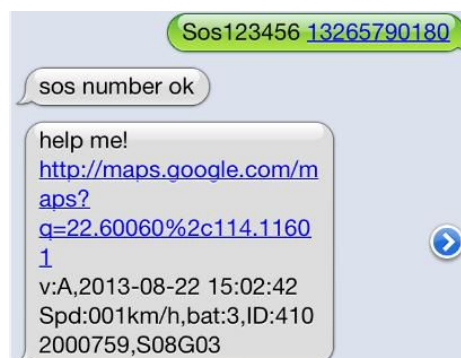 Sos123456 13265790180
sos number ok
help me!
http://maps.google.com/m
aps?
q=22.60060%2c114.1160
1
v:A,2013-08-22 15:02:42
Spd:001km/h,bat:3,ID:410
2000759,S08G03